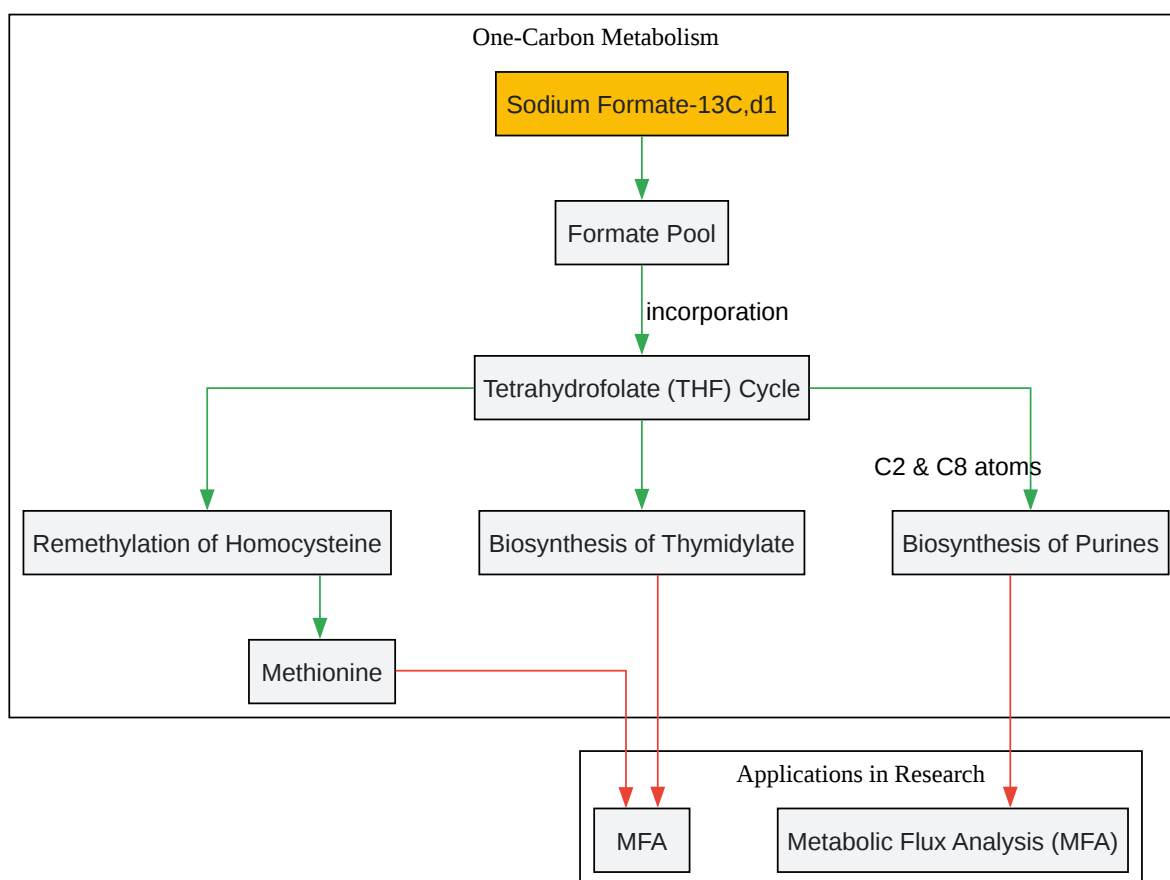 One-Carbon Metabolism
Sodium Formate-13C,d1
Formate Pool
incorporation
Tetrahydrofolate (THF) Cycle
C2 & C8 atoms
Remethylation of Homocysteine
Biosynthesis of Thymidylate
Biosynthesis of Purines
Methionine
Applications in Research
MFA
Metabolic Flux Analysis (MFA)